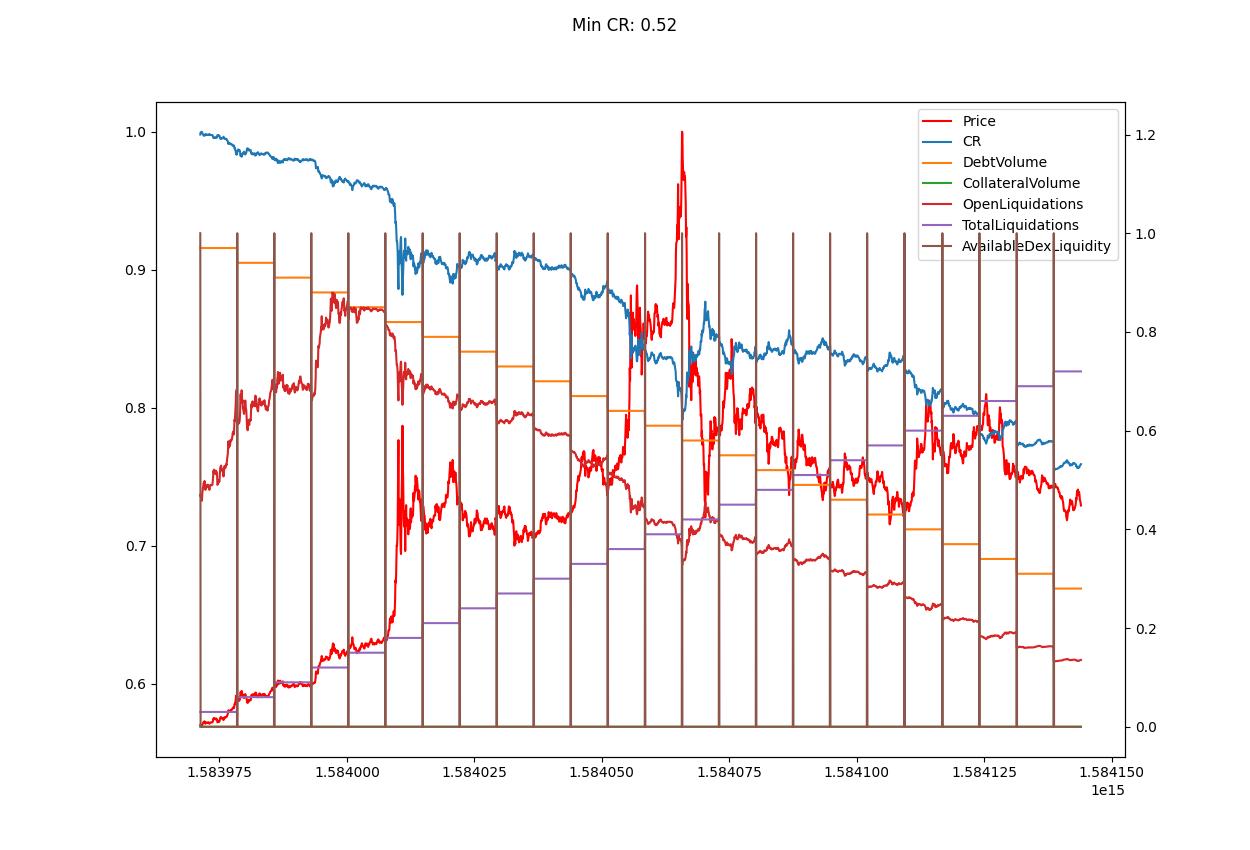 Min CR: 0.52
1.0
0.9
0.8
0.7
0.6
1.2
1.0
0.8
0.6
0.4
0.2
0.0
Price
CR
DebtVolume
CollateralVolume
OpenLiquidations
TotalLiquidations
AvailableDexLiquidity
1.583975 1.584000 1.584025 1.584050 1.584075 1.584100 1.584125 1.584150
1e15